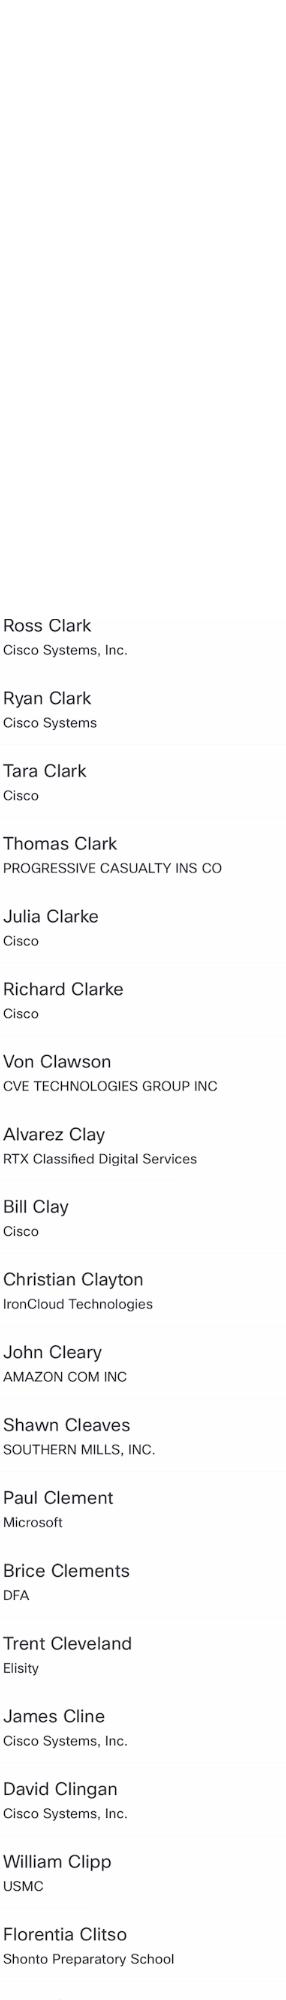 Ross Clark
Cisco Systems, Inc.
Ryan Clark
Cisco Systems
Tara Clark
Cisco
Thomas Clark
PROGRESSIVE CASUALTY INS CO
Julia Clarke
Cisco
Richard Clarke
Cisco
Von Clawson
CVE TECHNOLOGIES GROUP INC
Alvarez Clay
RTX Classified Digital Services
Bill Clay
Cisco
Christian Clayton
IronCloud Technologies
John Cleary
AMAZON COM INC
Shawn Cleaves
SOUTHERN MILLS, INC.
Paul Clement
Microsoft
Brice Clements
DFA
Trent Cleveland
Elisity
James Cline
Cisco Systems, Inc.
David Clingan
Cisco Systems, Inc.
William Clipp
USMC
Florentia Clitso
Shonto Preparatory School